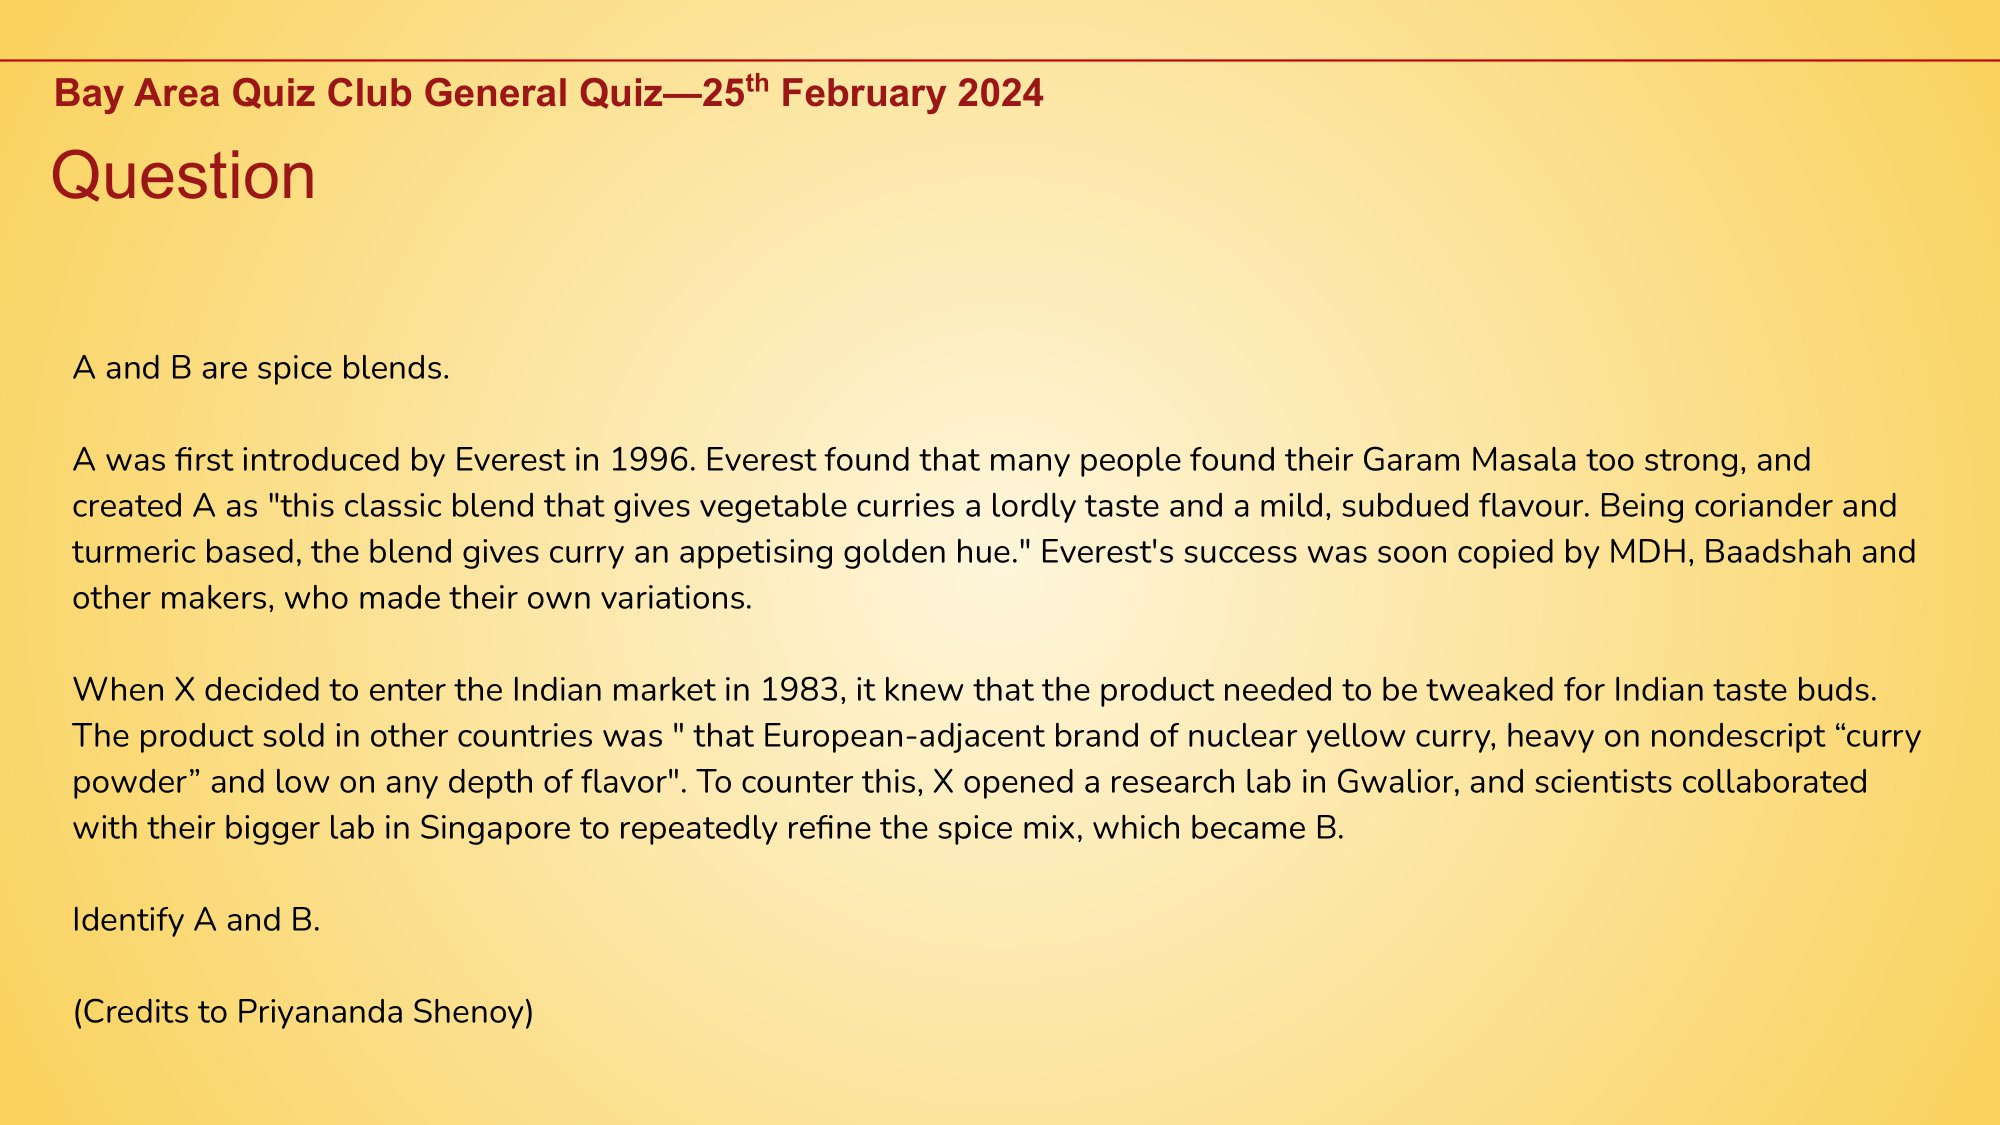 Bay Area Quiz Club General Quiz—25th February 2024
Question
A and B are spice blends.
A was first introduced by Everest in 1996. Everest found that many people found their Garam Masala too strong, and
created A as "this classic blend that gives vegetable curries a lordly taste and a mild, subdued flavour. Being coriander and
turmeric based, the blend gives curry an appetising golden hue." Everest's success was soon copied by MDH, Baadshah and
other makers, who made their own variations.
When X decided to enter the Indian market in 1983, it knew that the product needed to be tweaked for Indian taste buds.
The product sold in other countries was " that European-adjacent brand of nuclear yellow curry, heavy on nondescript “curry
powder” and low on any depth of flavor". To counter this, X opened a research lab in Gwalior, and scientists collaborated
with their bigger lab in Singapore to repeatedly refine the spice mix, which became B.
Identify A and B.
(Credits to Priyananda Shenoy)